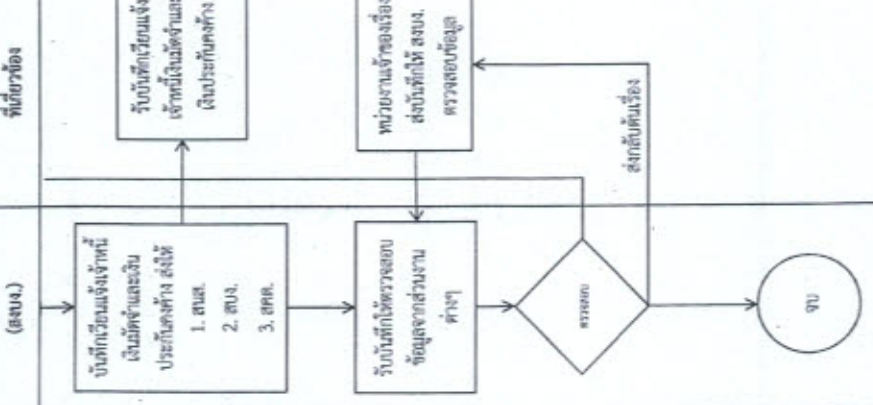 ที่เกี่ยวข้อง
(สงบง.)
บันทึกเวียนแจ้งเจ้าหนี้
เงินมัดจำและเงิน
ประกันคงค้าง ส่งให้
1. สนส.
2. สบง.
3. สคค.
รับบันทึกเวียนแจ้ง
เจ้าหนี้เงินมัดจำและ
เงินประกันคงค้าง
รับบันทึกให้ตรวจสอบ
ข้อมูลจากส่วนงาน
ต่างๆ
หน่วยงานเจ้าของเรื่อง
ส่งบันทึกให้ สงบง.
ตรวจสอบข้อมูล
ตรวจสอบ
ส่งกลับต้นเรื่อง
จบ